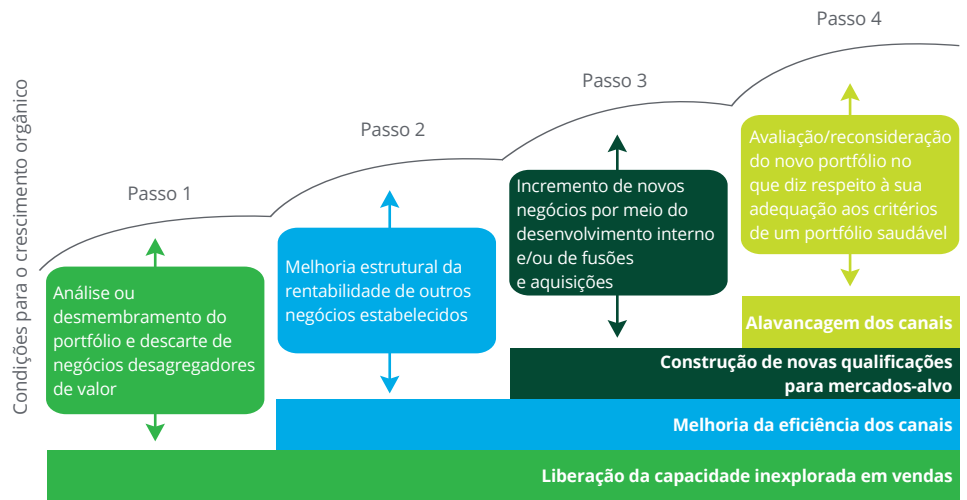 Condições para o crescimento orgânico
Passo 1
Análise ou
desmembramento do
portfólio e descarte de
negócios desagregadores
de valor
Liberação da capacidade inexplorada em vendas
Passo 2
Melhoria estrutural da
rentabilidade de outros
negócios estabelecidos
Melhoria da eficiência dos canais
Passo 3
Incremento de novos
negócios por meio do
desenvolvimento interno
e/ou de fusões
e aquisições
Construção de novas qualificações
para mercados-alvo
Passo 4
Avaliação/reconsideração
do novo portfólio no
que diz respeito à sua
adequação aos critérios
de um portfólio saudável
Alavancagem dos canais